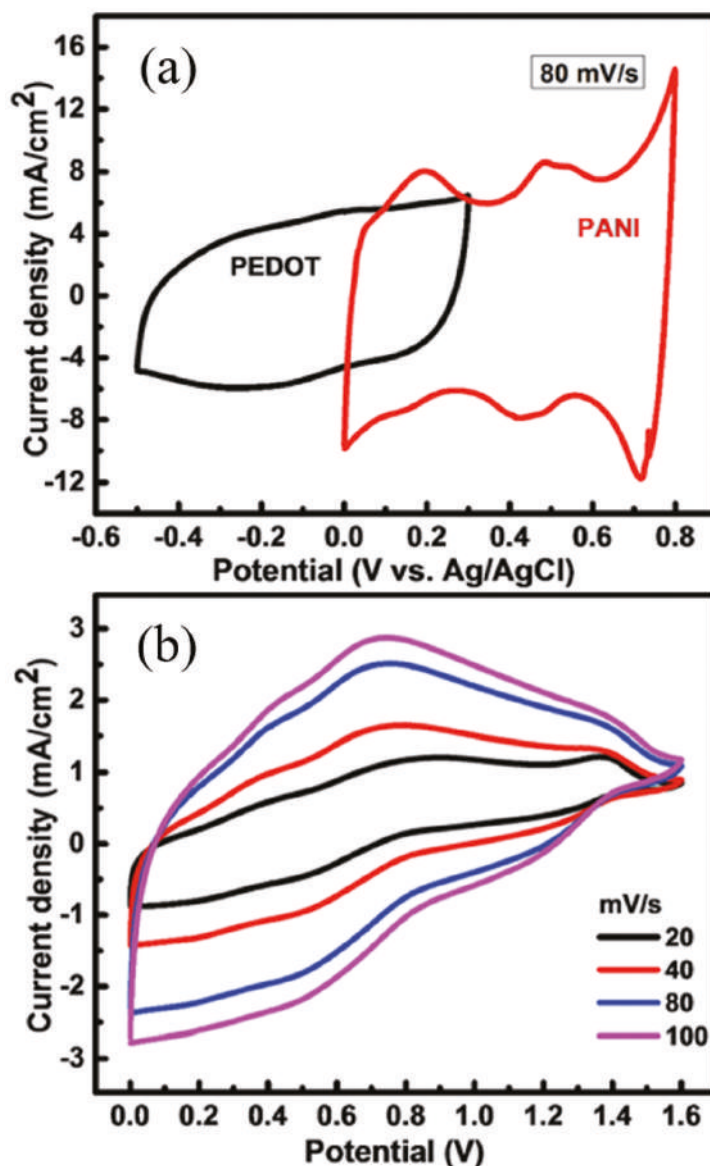 (a)
80 mV/s
PEDOT
PANI
Current density (mA/cm²)
16
12
8
4
0
-4
-8
-12
-0.6 -0.4 -0.2 0.0 0.2 0.4 0.6 0.8
Potential (V vs. Ag/AgCl)
(b)
Current density (mA/cm²)
3
2
1
0
-1
-2
-3
mV/s
20
40
80
100
0.0 0.2 0.4 0.6 0.8 1.0 1.2 1.4 1.6
Potential (V)